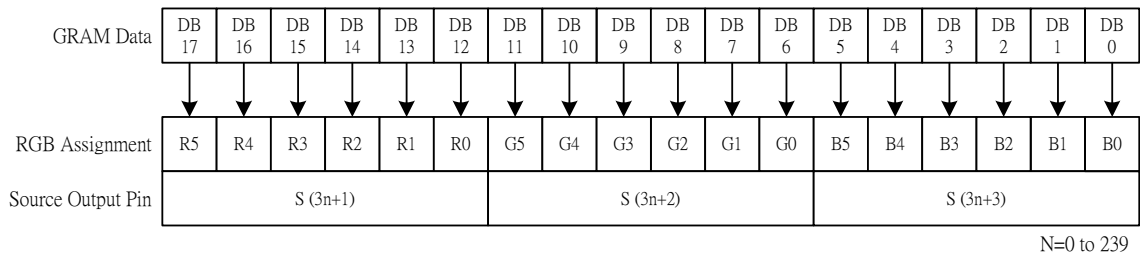 GRAM Data DB 17 DB 16 DB 15 DB 14 DB 13 DB 12 DB 11 DB 10 DB 9 DB 8 DB 7 DB 6 DB 5 DB 4 DB 3 DB 2 DB 1 DB 0
RGB Assignment R5 R4 R3 R2 R1 R0 G5 G4 G3 G2 G1 G0 B5 B4 B3 B2 B1 B0
Source Output Pin S (3n+1) S (3n+2) S (3n+3)
N=0 to 239